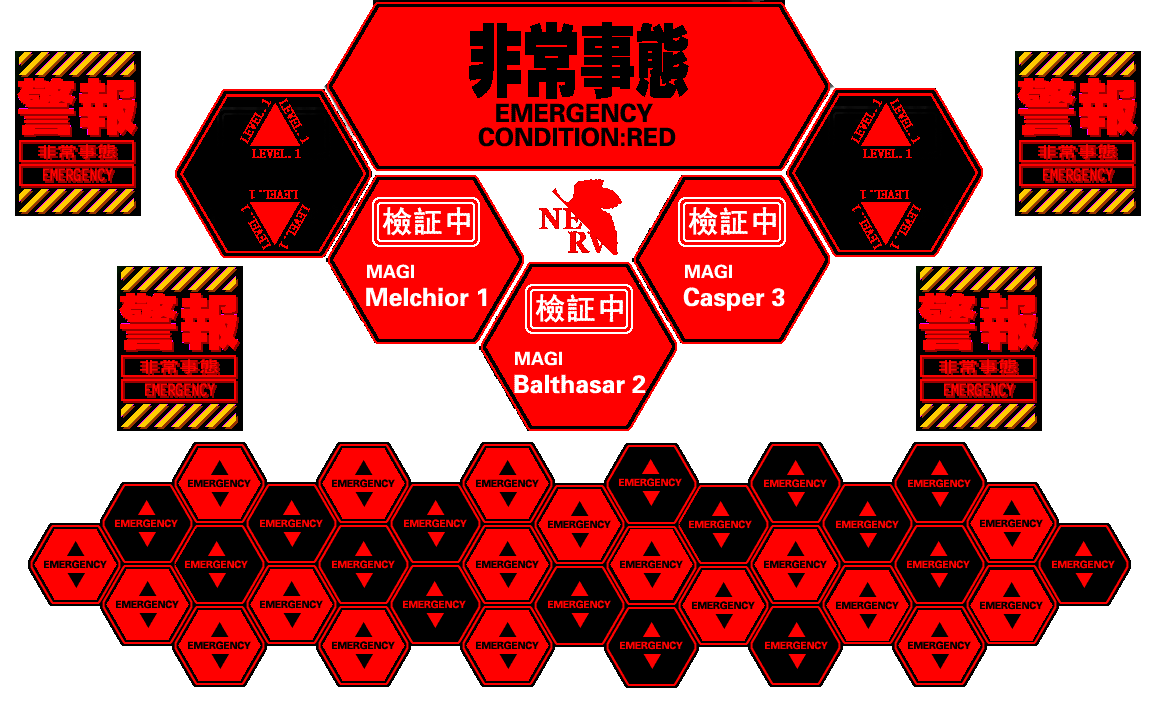 非常事態
EMERGENCY
CONDITION:RED
警報
非常事態
EMERGENCY
警報
非常事態
EMERGENCY
LEVEL. 1
LEVEL. 1
LEVEL. 1
LEVEL. 1
LEVEL. 1
LEVEL. 1
LEVEL. 1
LEVEL. 1
LEVEL. 1
LEVEL. 1
LEVEL. 1
LEVEL. 1
検証中
MAGI
Melchior 1
NERV
検証中
MAGI
Casper 3
検証中
MAGI
Balthasar 2
警報
非常事態
EMERGENCY
警報
非常事態
EMERGENCY
EMERGENCY EMERGENCY EMERGENCY EMERGENCY EMERGENCY EMERGENCY
EMERGENCY EMERGENCY EMERGENCY EMERGENCY EMERGENCY EMERGENCY EMERGENCY
EMERGENCY EMERGENCY EMERGENCY EMERGENCY EMERGENCY EMERGENCY EMERGENCY EMERGENCY
EMERGENCY EMERGENCY EMERGENCY EMERGENCY EMERGENCY EMERGENCY EMERGENCY
EMERGENCY EMERGENCY EMERGENCY EMERGENCY EMERGENCY EMERGENCY